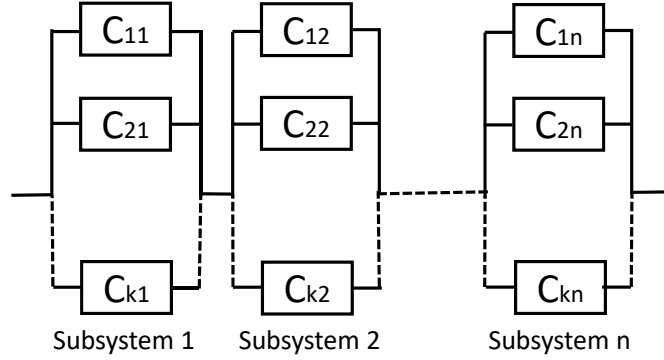 C11 C12 C1n
C21 C22 C2n
Ck1 Ck2 Ckn
Subsystem 1 Subsystem 2 Subsystem n